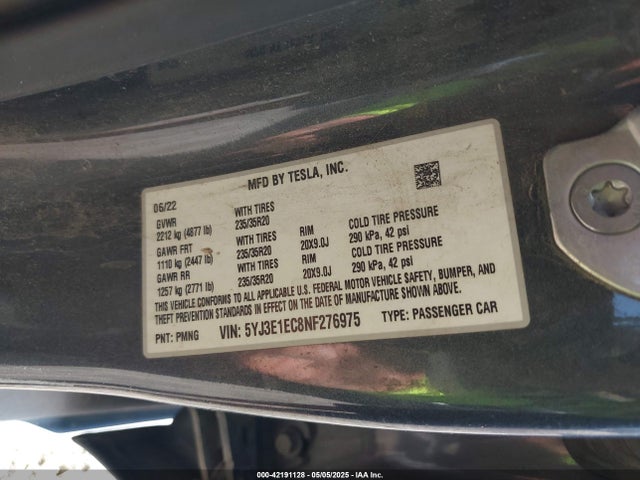 MFD BY TESLA, INC.
06/22
GVWR WITH TIRES
2212 kg (4877 lb) 235/35R20
GAWR FRT WITH TIRES RIM COLD TIRE PRESSURE
1110 kg (2447 lb) 235/35R20 20X9.0J 290 kPa, 42 psi
GAWR RR WITH TIRES RIM COLD TIRE PRESSURE
1257 kg (2771 lb) 235/35R20 20X9.0J 290 kPa, 42 psi
THIS VEHICLE CONFORMS TO ALL APPLICABLE U.S. FEDERAL MOTOR VEHICLE SAFETY, BUMPER, AND
THEFT PREVENTION STANDARDS IN EFFECT ON THE DATE OF MANUFACTURE SHOWN ABOVE.
PNT: PMNG VIN: 5YJ3E1EC8NF276975 TYPE: PASSENGER CAR
000-42191128 - 05/05/2025 - IAA Inc.